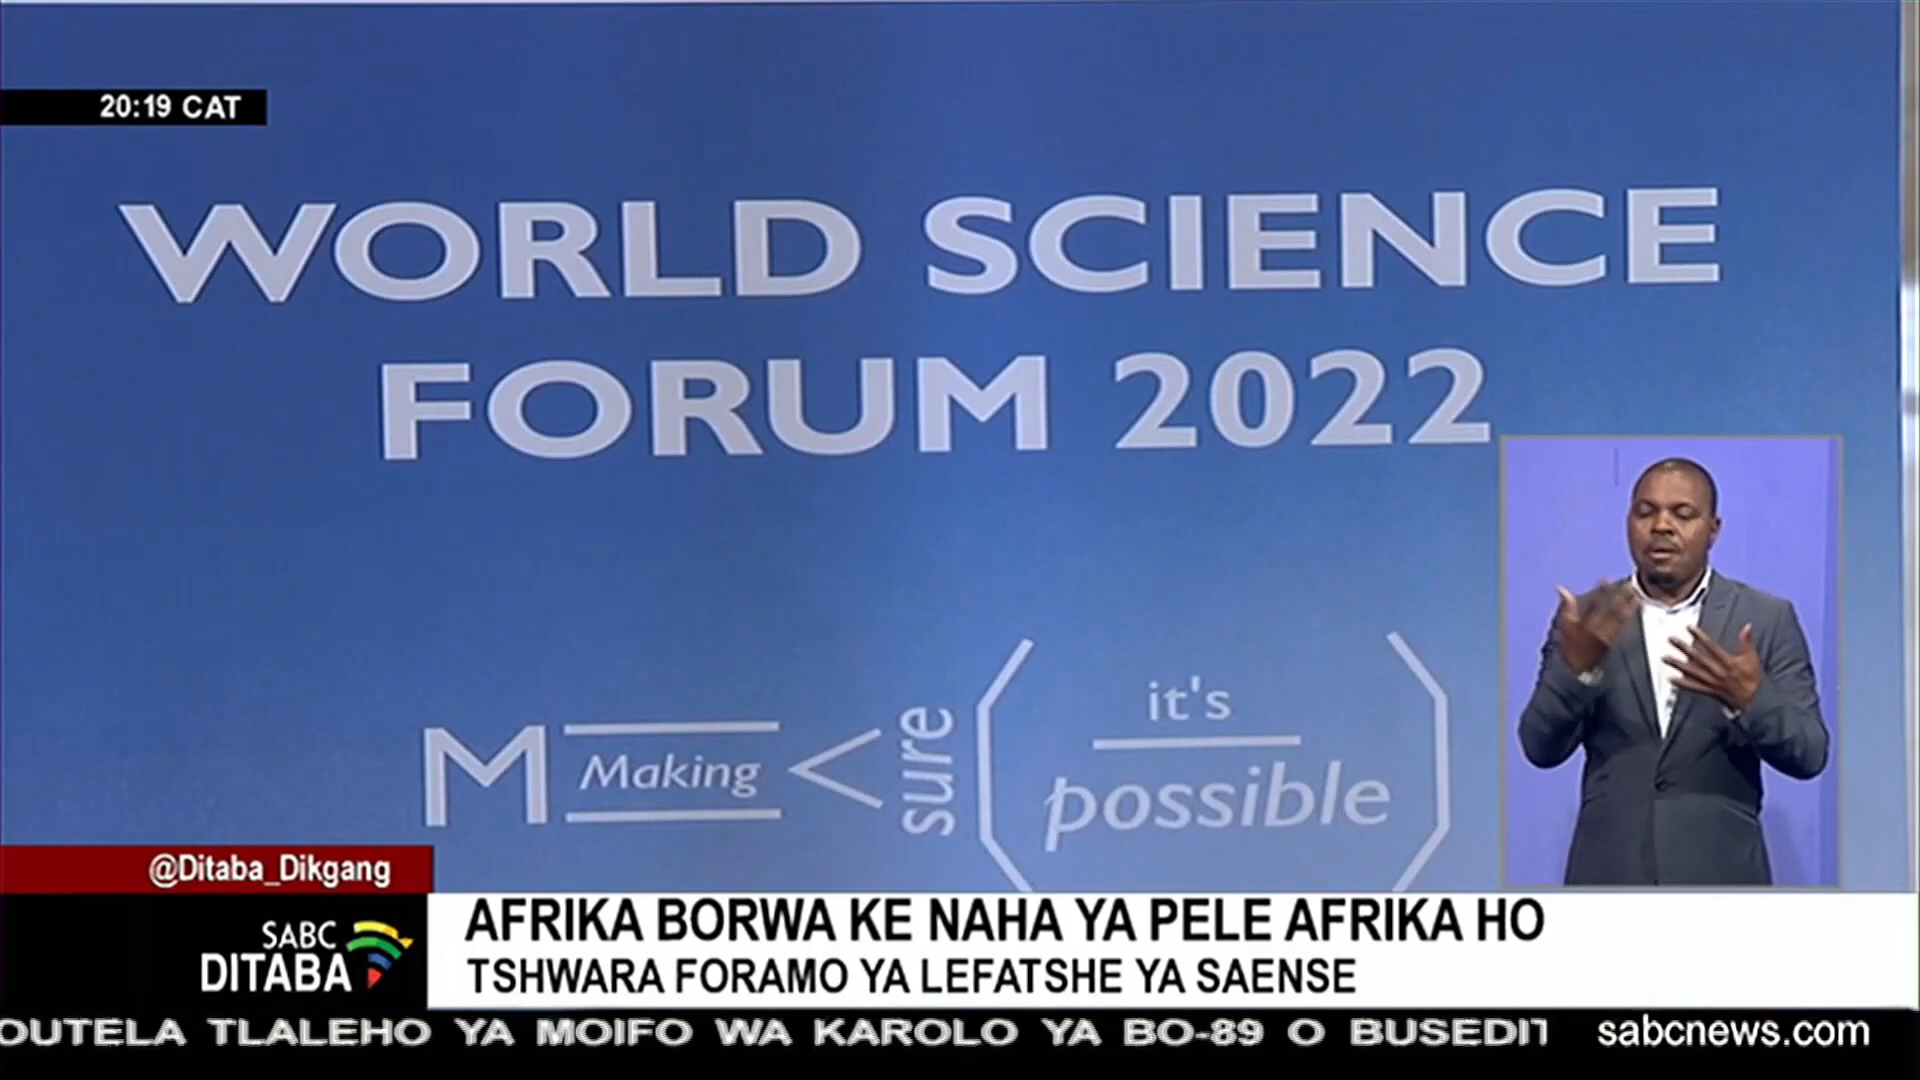 20:19 CAT
WORLD SCIENCE
FORUM 2022
M Making < sure ( it's possible )
@Ditaba_Dikgang
SABC
DITABA
AFRIKA BORWA KE NAHA YA PELE AFRIKA HO
TSHWARA FORAMO YA LEFATSHE YA SAENSE
OUTELA TLALEHO YA MOIFO WA KAROLO YA BO-89 O BUSEDIT
sabcnews.com